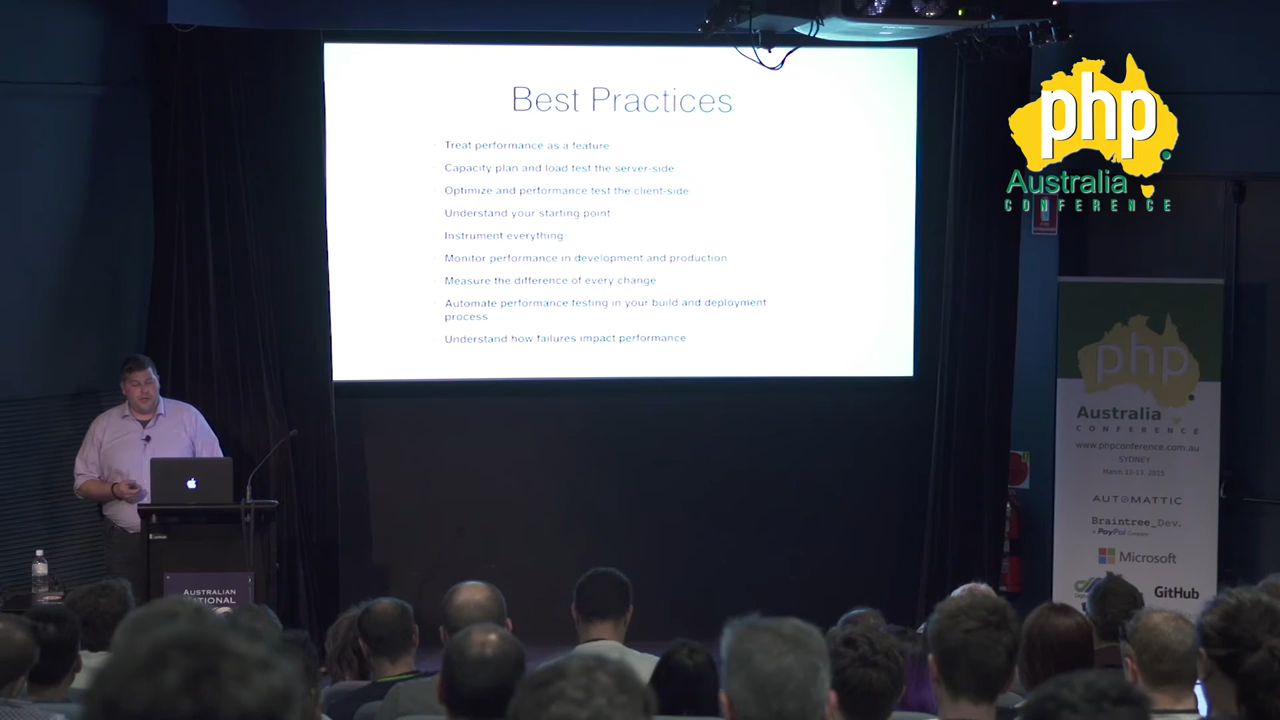 Best Practices
Treat performance as a feature
Capacity plan and load test the server-side
Optimize and performance test the client-side
Understand your starting point
Instrument everything
Monitor performance in development and production
Measure the difference of every change
Automate performance testing in your build and deployment
process
Understand how failures impact performance
php
Australia
CONFERENCE
php
Australia
CONFERENCE
www.phpconference.com.au
SYDNEY
AUTOMATTIC
Braintree_Dev.
PayPal
Microsoft
GitHub
AUSTRALIAN